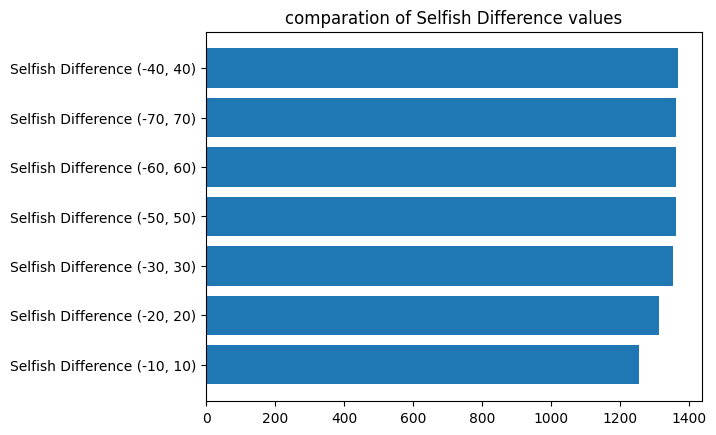 comparation of Selfish Difference values
Selfish Difference (-40, 40)
Selfish Difference (-70, 70)
Selfish Difference (-60, 60)
Selfish Difference (-50, 50)
Selfish Difference (-30, 30)
Selfish Difference (-20, 20)
Selfish Difference (-10, 10)
0 200 400 600 800 1000 1200 1400